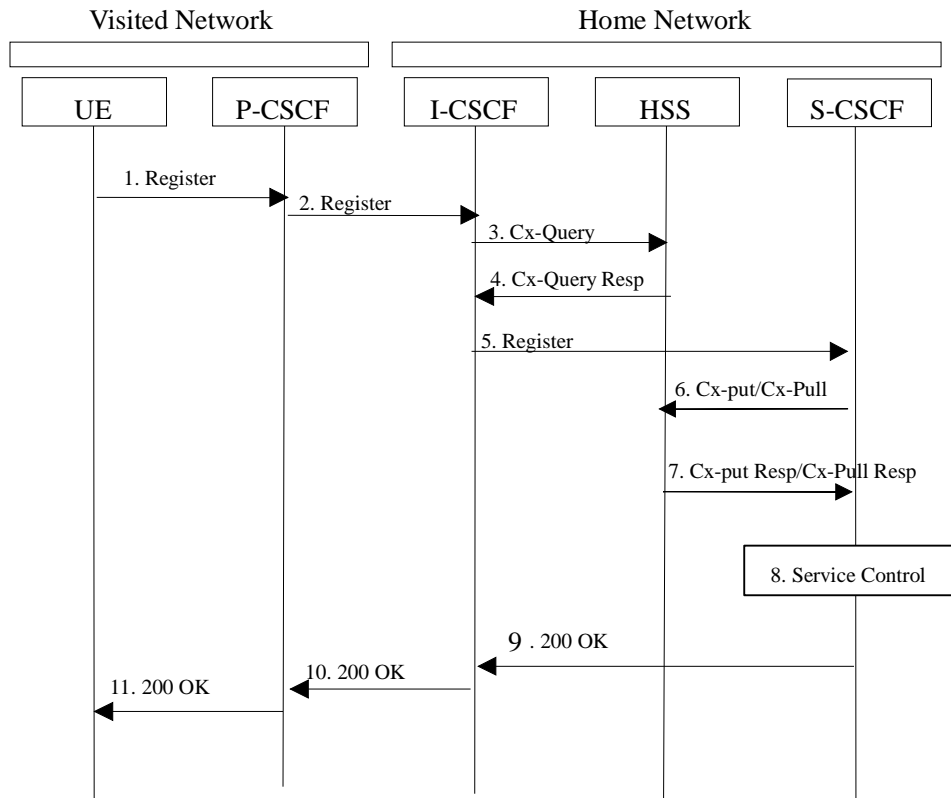 Visited Network
Home Network
UE
P-CSCF
I-CSCF
HSS
S-CSCF
1. Register
2. Register
3. Cx-Query
4. Cx-Query Resp
5. Register
6. Cx-put/Cx-Pull
7. Cx-put Resp/Cx-Pull Resp
8. Service Control
9 . 200 OK
10. 200 OK
11. 200 OK